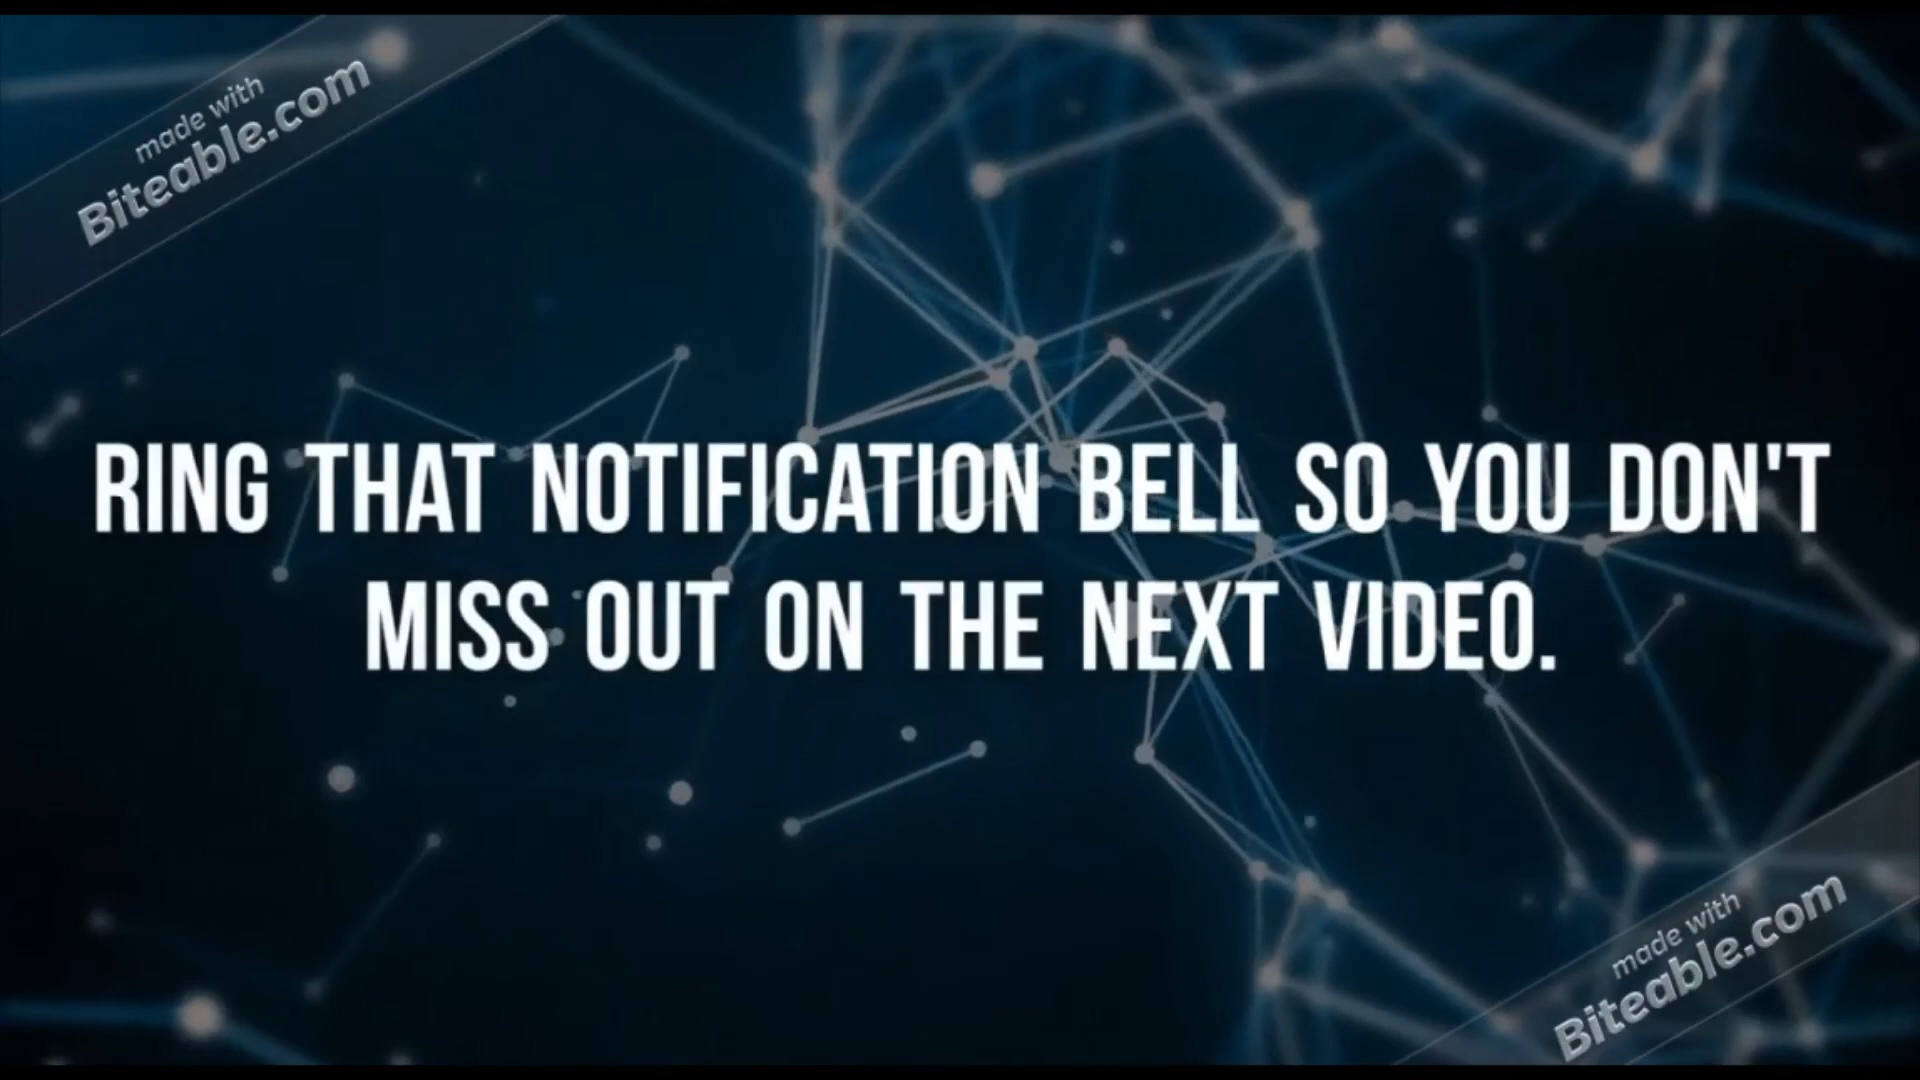 made with
Biteable.com
RING THAT NOTIFICATION BELL SO YOU DON'T
MISS OUT ON THE NEXT VIDEO.
made with
Biteable.com